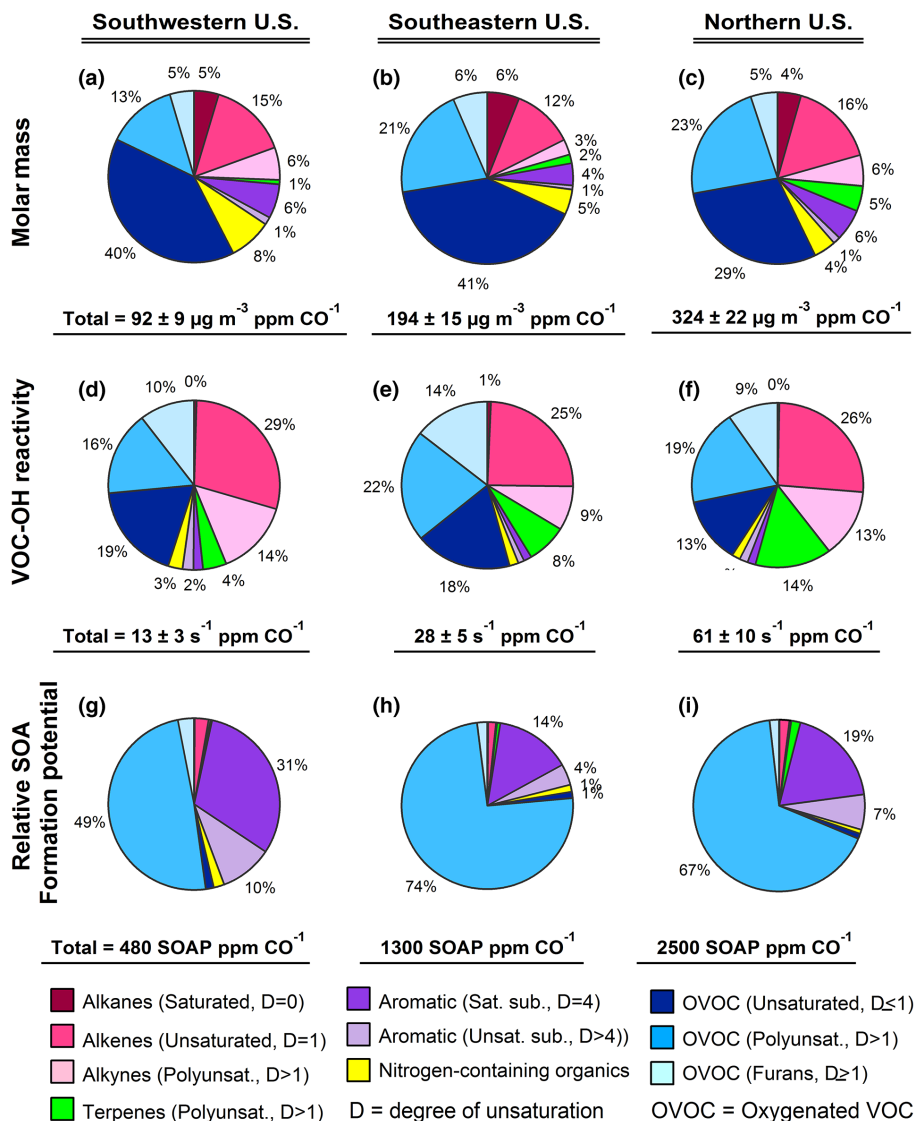 Southwestern U.S.
Southeastern U.S.
Northern U.S.
Molar mass
(a)
5%
5%
15%
6%
1%
6%
1%
8%
40%
13%
(b)
6%
6%
12%
3%
2%
4%
1%
5%
41%
21%
(c)
5%
4%
16%
6%
5%
6%
1%
4%
29%
23%
Total = 92 ± 9 µg m⁻³ ppm CO⁻¹
194 ± 15 µg m⁻³ ppm CO⁻¹
324 ± 22 µg m⁻³ ppm CO⁻¹
VOC-OH reactivity
(d)
10%
0%
29%
14%
4%
2%
3%
19%
16%
(e)
14%
1%
25%
9%
8%
18%
22%
(f)
9%
0%
26%
13%
14%
13%
19%
Total = 13 ± 3 s⁻¹ ppm CO⁻¹
28 ± 5 s⁻¹ ppm CO⁻¹
61 ± 10 s⁻¹ ppm CO⁻¹
Relative SOA
Formation potential
(g)
31%
10%
49%
(h)
14%
4%
1%
1%
74%
(i)
19%
7%
67%
Total = 480 SOAP ppm CO⁻¹
1300 SOAP ppm CO⁻¹
2500 SOAP ppm CO⁻¹
Alkanes (Saturated, D=0)
Alkenes (Unsaturated, D=1)
Alkynes (Polyunsat., D>1)
Terpenes (Polyunsat., D>1)
Aromatic (Sat. sub., D=4)
Aromatic (Unsat. sub., D>4))
Nitrogen-containing organics
D = degree of unsaturation
OVOC (Unsaturated, D≤1)
OVOC (Polyunsat., D>1)
OVOC (Furans, D≥1)
OVOC = Oxygenated VOC